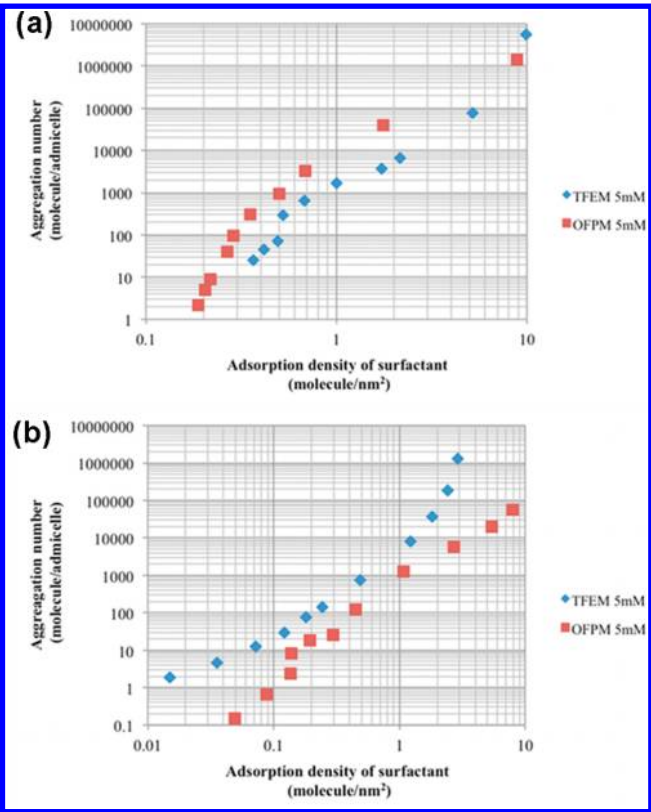 (a)
10000000
1000000
100000
10000
1000
100
10
1
Aggregation number
(molecule/admicelle)
0.1 1 10
Adsorption density of surfactant
(molecule/nm²)
TFEM 5mM
OFPM 5mM
(b)
10000000
1000000
100000
10000
1000
100
10
1
0.1
Aggreagation number
(molecule/admicelle)
0.01 0.1 1 10
Adsorption density of surfactant
(molecule/nm²)
TFEM 5mM
OFPM 5mM